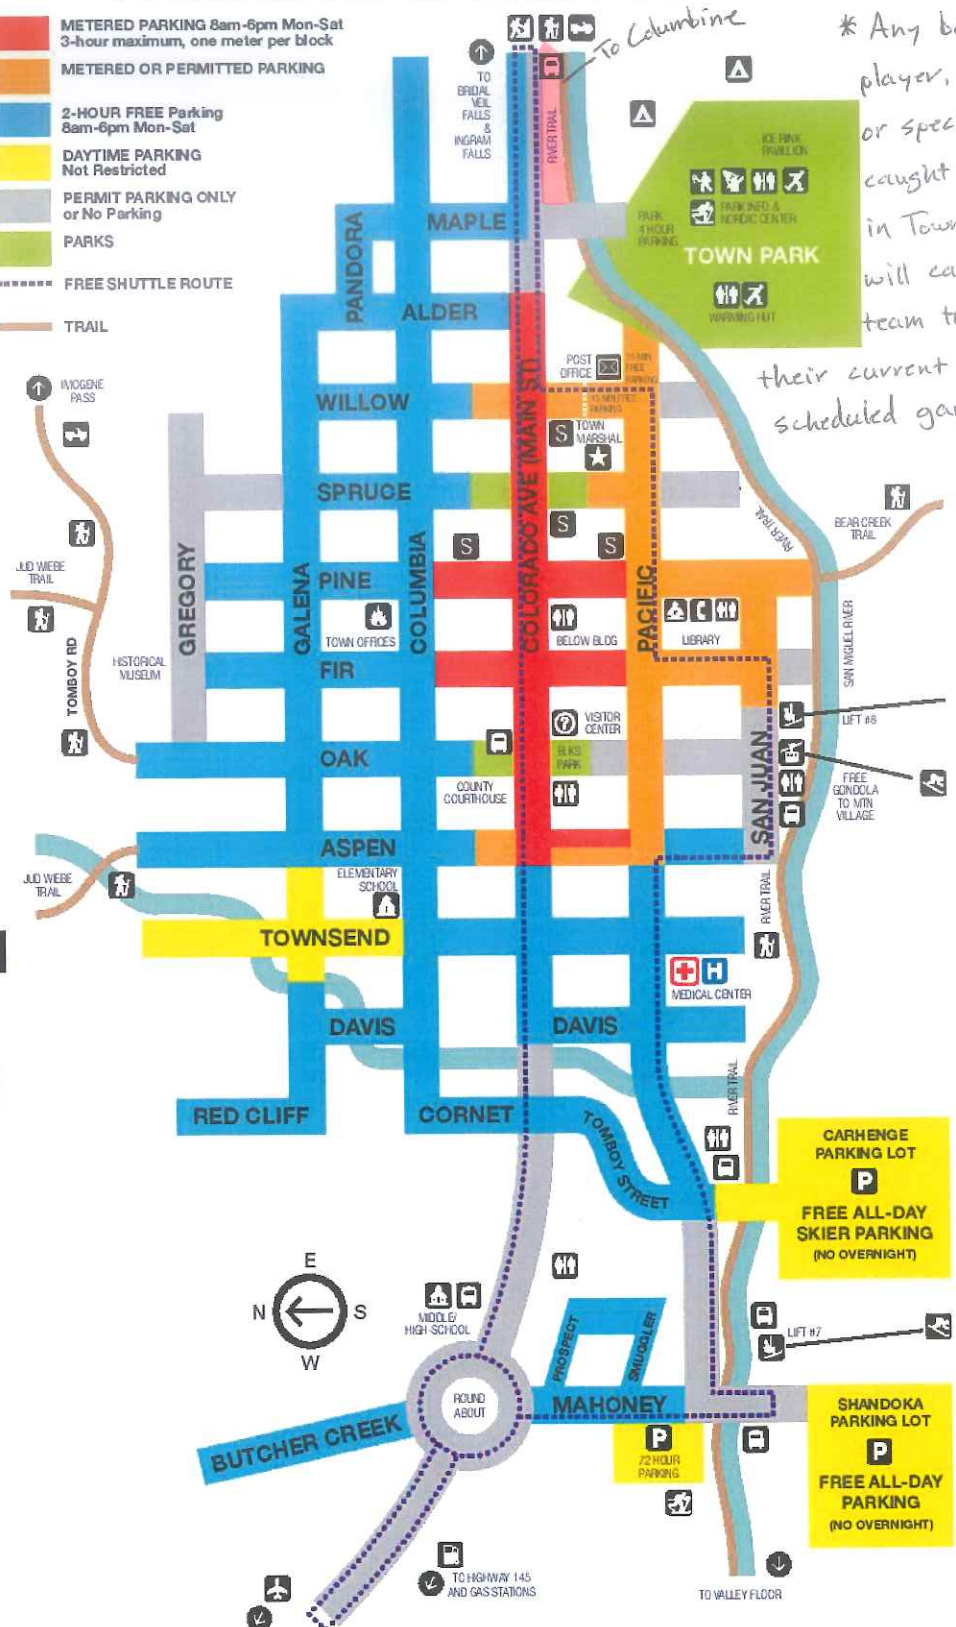 METERED PARKING 8am-6pm Mon-Sat
3-hour maximum, one meter per block
METERED OR PERMITTED PARKING
2-HOUR FREE Parking
8am-6pm Mon-Sat
DAYTIME PARKING
Not Restricted
PERMIT PARKING ONLY
or No Parking
PARKS
FREE SHUTTLE ROUTE
TRAIL
TO
BRIDAL
VEIL
FALLS
&
INGRAM
FALLS
To Columbine
RIVER TRAIL
* Any
player,
or
caught
in
will
team
their current
scheduled
ICE RINK
PAVILLION
PARK INFO. &
NORDIC CENTER
PARK
4 HOUR
PARKING
TOWN PARK
WARMING HUT
MAPLE
PANDORA
ALDER
IMOGENE
PASS
WILLOW
POST
OFFICE
15 MIN
FREE
PARKING
15 MIN FREE
PARKING
S
TOWN
MARSHAL
SPRUCE
S
S
S
COLORADO AVE (MAIN ST)
RIVER TRAIL
BEAR CREEK
TRAIL
JUD WIEBE
TRAIL
GREGORY
GALENA
PINE
COLUMBIA
PACIFIC
TOWN OFFICES
BELOW BLDG
LIBRARY
SAN MIGUEL RIVER
TOMBOY RD
HISTORICAL
MUSEUM
FIR
?
VISITOR
CENTER
LIFT #8
OAK
ELKS
PARK
COUNTY
COURTHOUSE
SAN JUAN
FREE
GONDOLA
TO MTN
VILLAGE
ASPEN
JUD WIEBE
TRAIL
ELEMENTARY
SCHOOL
RIVER TRAIL
TOWNSEND
H
MEDICAL CENTER
DAVIS
DAVIS
RIVER TRAIL
RED CLIFF
CORNET
TOMBOY STREET
CARHENGE
PARKING LOT
P
FREE ALL-DAY
SKIER PARKING
(NO OVERNIGHT)
E
N
S
W
MIDDLE/
HIGH-SCHOOL
LIFT #7
PROSPECT
SMUGGLER
ROUND
ABOUT
MAHONEY
BUTCHER CREEK
P
72 HOUR
PARKING
SHANDOKA
PARKING LOT
P
FREE ALL-DAY
PARKING
(NO OVERNIGHT)
TO HIGHWAY 145
AND GAS STATIONS
TO VALLEY FLOOR